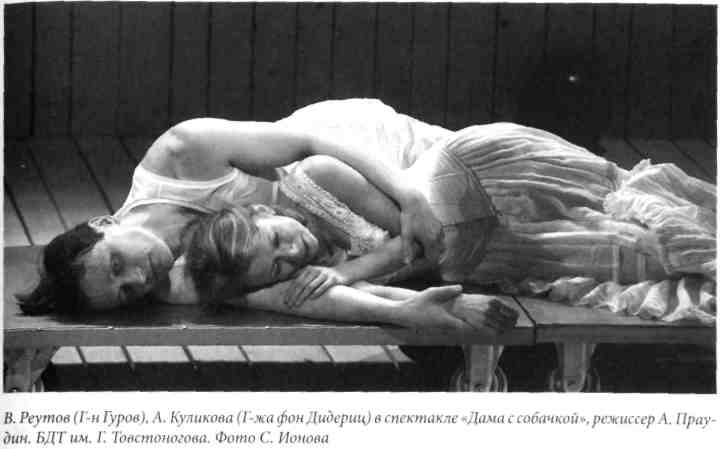 В. Реутов (Г-н Гуров), А. Куликова (Г-жа фон Дидериц) в спектакле «Дама с собачкой», режиссер А. Прау-
дин. БДТ им. Г. Товстоногова. Фото С. Ионова